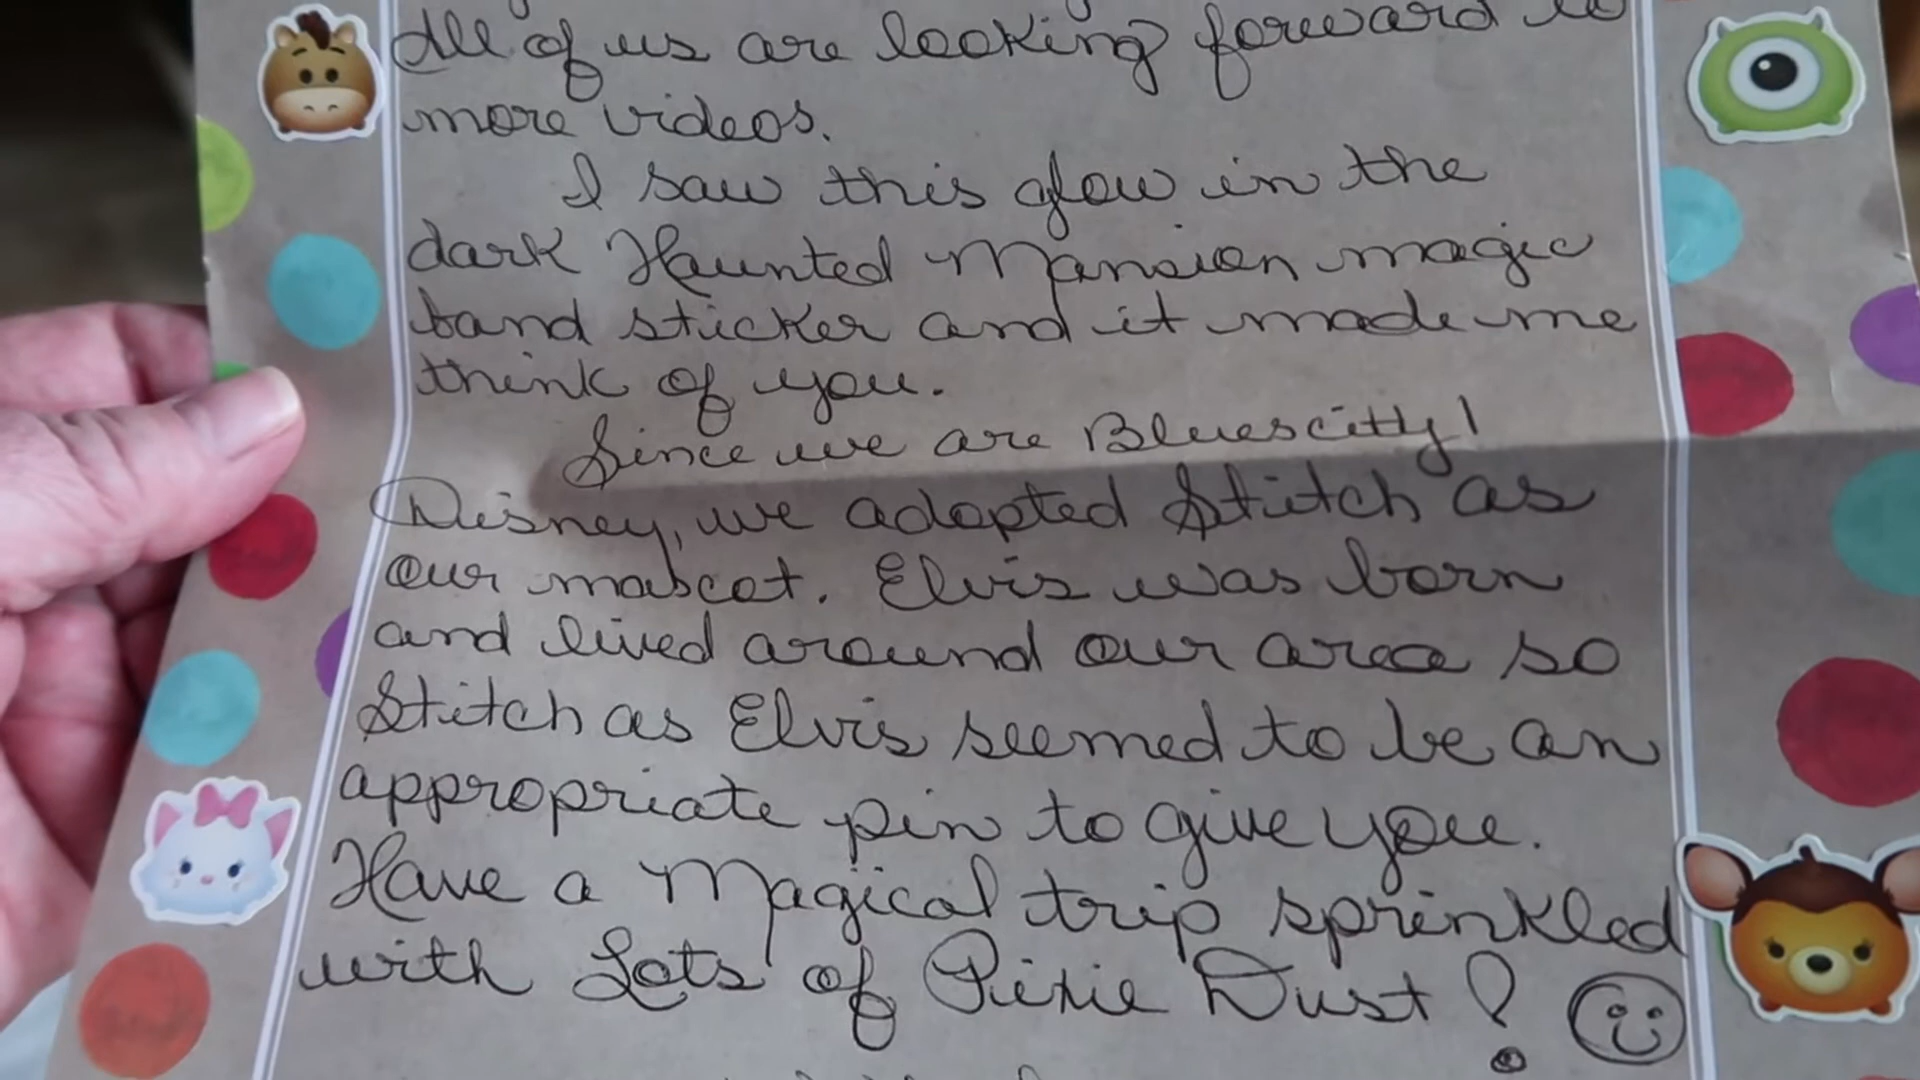 All of us are looking forward to
more videos.
I saw this glow in the
dark Haunted Mansion magic
band sticker and it made me
think of you.
Since we are Bluescitty!
Disney, we adopted Stitch as
our mascot. Elvis was born
and lived around our area so
Stitch as Elvis seemed to be an
appropriate pin to give you.
Have a Magical trip sprinkled
with Lots of Pixie Dust!